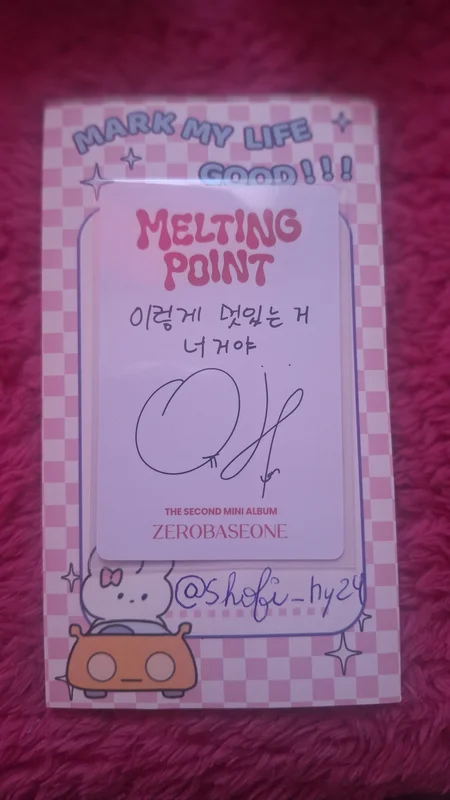 MARK MY LIFE
GOOD!!!
MELTING
POINT
이렇게 멋있는 거
너 거야
THE SECOND MINI ALBUM
ZEROBASEONE
@shofi_hy24